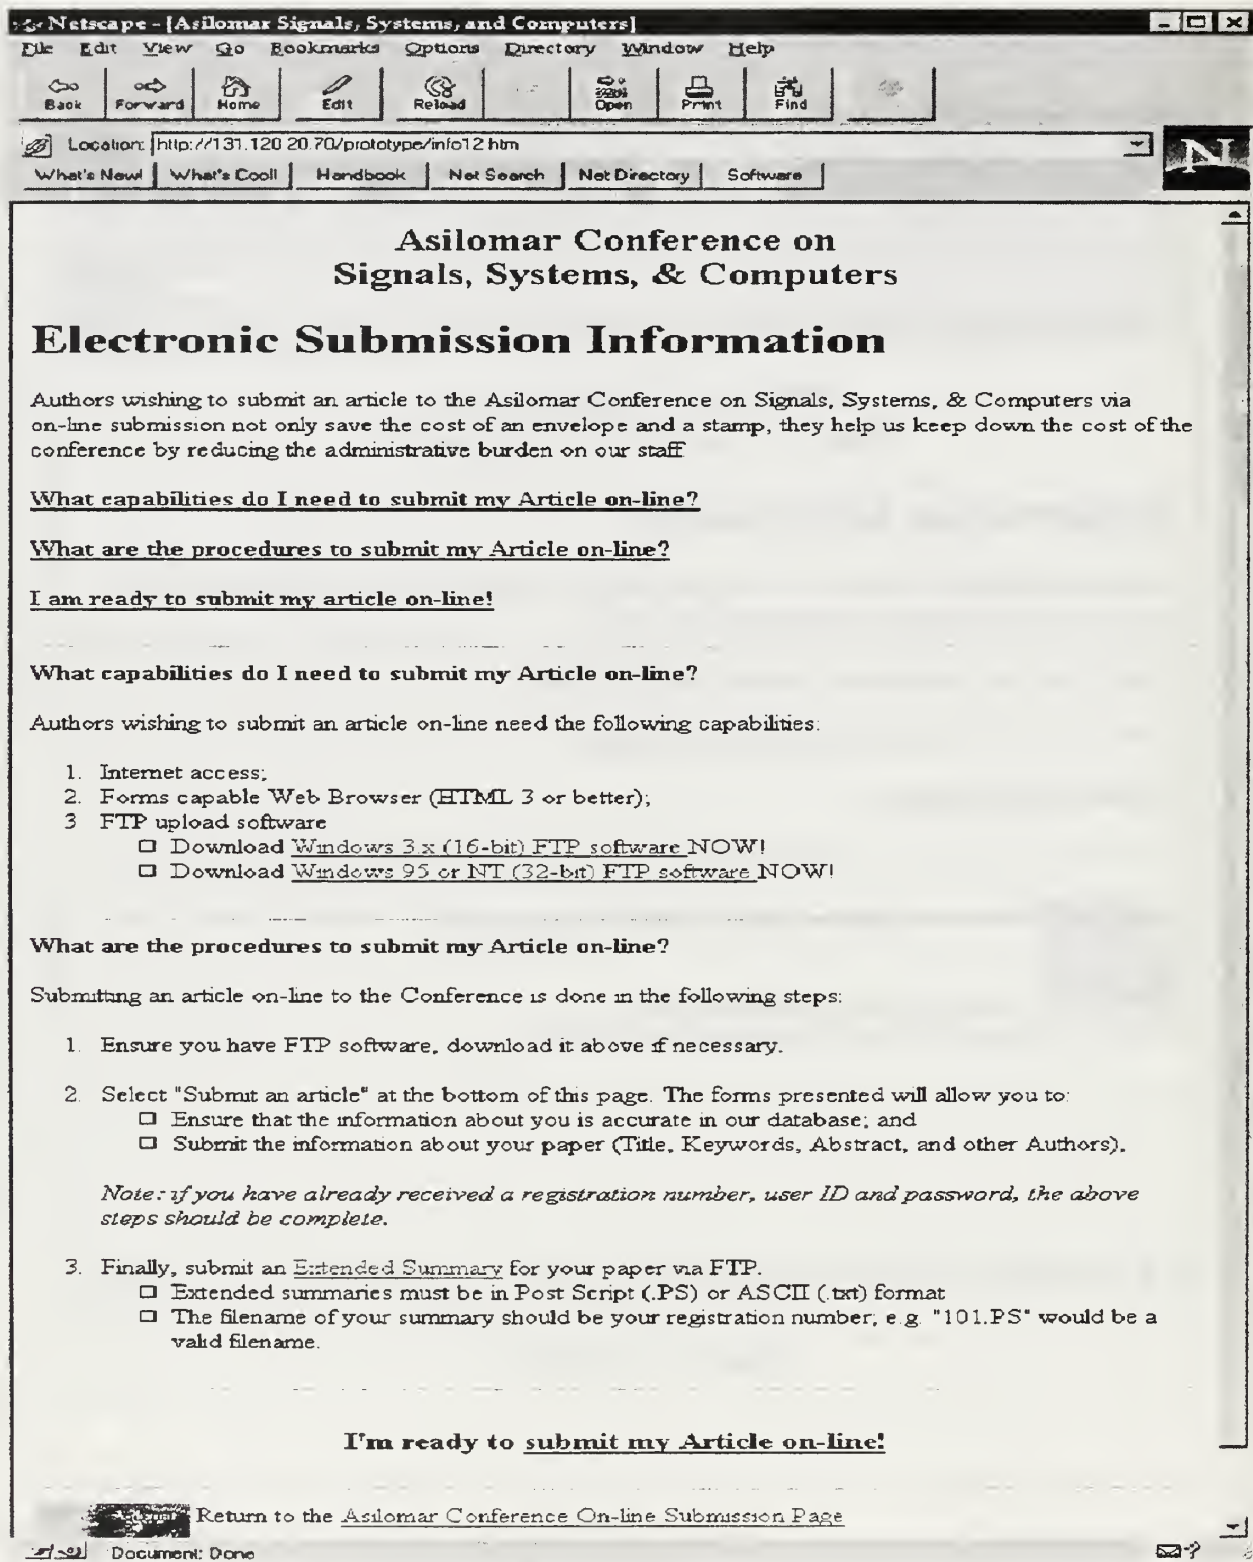 Netscape - [Asilomar Signals, Systems, and Computers]
File Edit View Go Bookmarks Options Directory Window Help
Back Forward Home Edit Reload Open Print Find
Location: http://131.120.20.70/prototype/info12.htm
What's New! What's Cool! Handbook Net Search Net Directory Software
N
Asilomar Conference on
Signals, Systems, & Computers
Electronic Submission Information
Authors wishing to submit an article to the Asilomar Conference on Signals, Systems, & Computers via
on-line submission not only save the cost of an envelope and a stamp, they help us keep down the cost of the
conference by reducing the administrative burden on our staff
What capabilities do I need to submit my Article on-line?
What are the procedures to submit my Article on-line?
I am ready to submit my article on-line!
What capabilities do I need to submit my Article on-line?
Authors wishing to submit an article on-line need the following capabilities:
1. Internet access;
2. Forms capable Web Browser (HTML 3 or better);
3 FTP upload software
Download Windows 3.x (16-bit) FTP software NOW!
Download Windows 95 or NT (32-bit) FTP software NOW!
What are the procedures to submit my Article on-line?
Submitting an article on-line to the Conference is done in the following steps:
1. Ensure you have FTP software, download it above if necessary.
2. Select "Submit an article" at the bottom of this page. The forms presented will allow you to:
Ensure that the information about you is accurate in our database; and
Submit the information about your paper (Title, Keywords, Abstract, and other Authors).
Note: if you have already received a registration number, user ID and password, the above
steps should be complete.
3. Finally, submit an Extended Summary for your paper via FTP.
Extended summaries must be in Post Script (.PS) or ASCII (.txt) format
The filename of your summary should be your registration number; e.g. "101.PS" would be a
valid filename.
I'm ready to submit my Article on-line!
Return to the Asilomar Conference On-line Submission Page
Document: Done